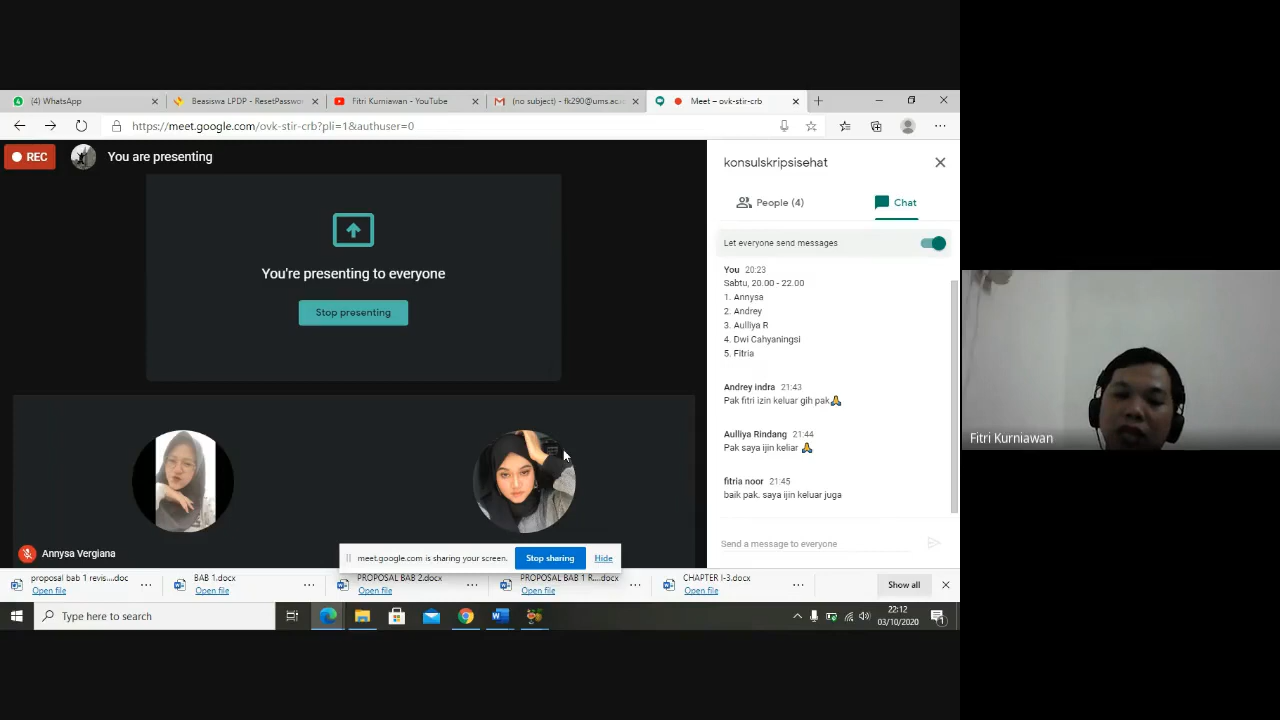 (4) WhatsApp
Beasiswa LPDP - ResetPasswo
Fitri Kurniawan - YouTube
(no subject) - fk290@ums.ac.i
Meet – ovk-stir-crb
https://meet.google.com/ovk-stir-crb?pli=1&authuser=0
REC
You are presenting
You're presenting to everyone
Stop presenting
Annysa Vergiana
konsulskripsisehat
People (4)
Chat
Let everyone send messages
You 20:23
Sabtu, 20.00 - 22.00
1. Annysa
2. Andrey
3. Aulliya R
4. Dwi Cahyaningsi
5. Fitria
Andrey indra 21:43
Pak fitri izin keluar gih pak🙏
Aulliya Rindang 21:44
Pak saya ijin keliar 🙏
fitria noor 21:45
baik pak. saya ijin keluar juga
Send a message to everyone
Fitri Kurniawan
meet.google.com is sharing your screen.
Stop sharing
Hide
proposal bab 1 revis....doc
Open file
BAB 1.docx
Open file
PROPOSAL BAB 2.docx
Open file
PROPOSAL BAB 1 R....docx
Open file
CHAPTER I-3.docx
Open file
Show all
Type here to search
22:12
03/10/2020
1